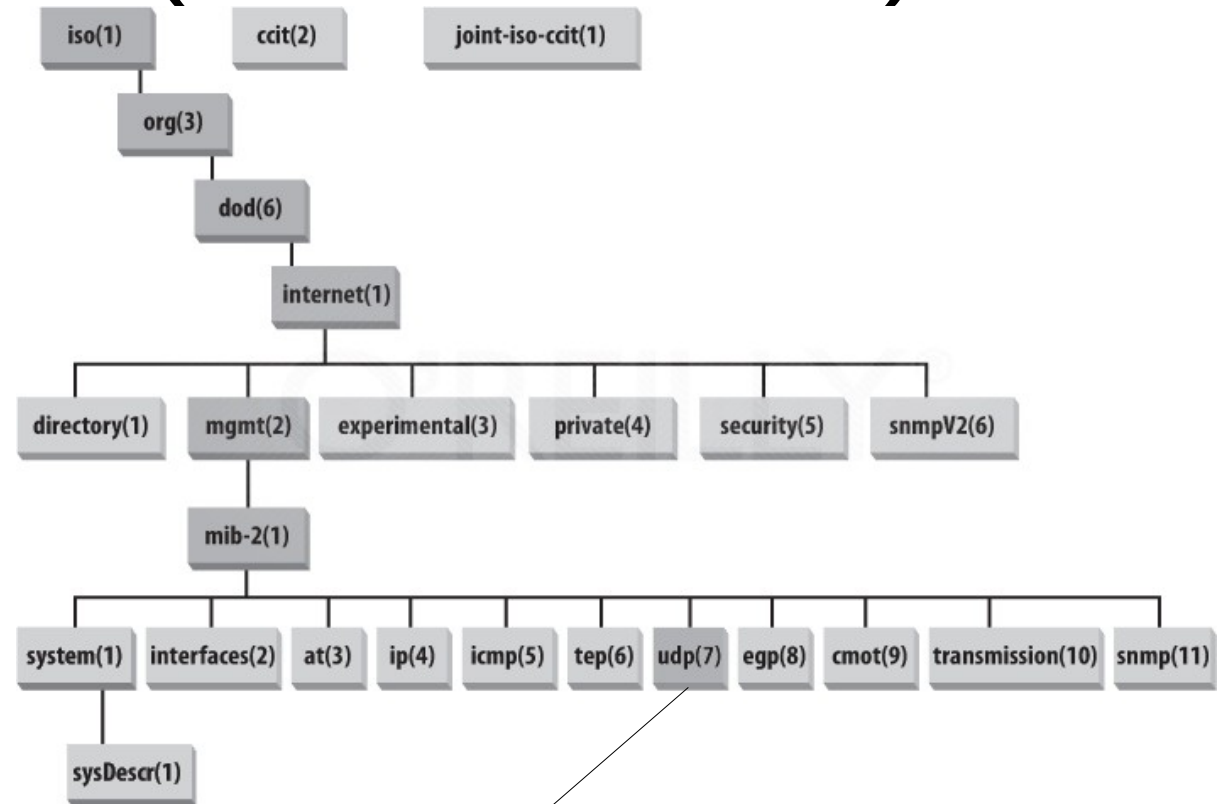 iso(1) ccit(2) joint-iso-ccit(1)
org(3)
dod(6)
internet(1)
directory(1) mgmt(2) experimental(3) private(4) security(5) snmpV2(6)
mib-2(1)
system(1) interfaces(2) at(3) ip(4) icmp(5) tep(6) udp(7) egp(8) cmot(9) transmission(10) snmp(11)
sysDescr(1)